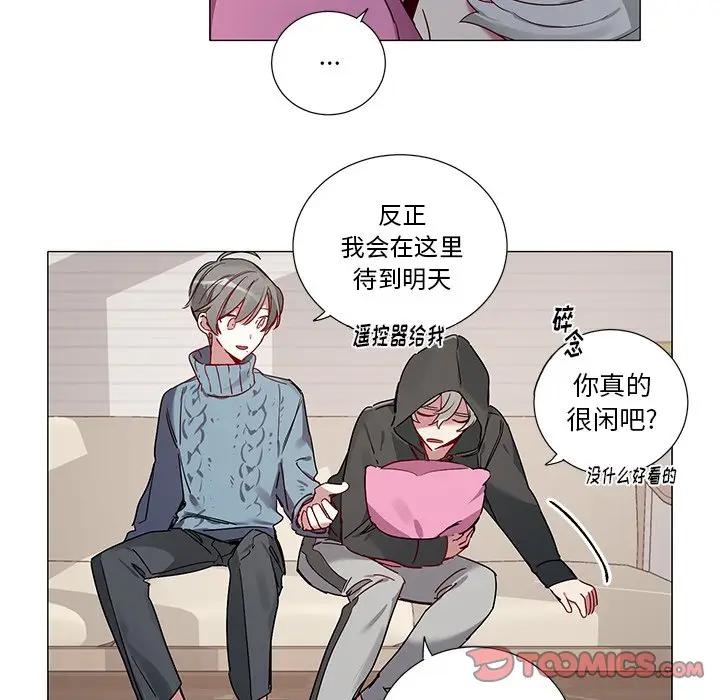 ...
反正
我会在这里
待到明天
遥控器给我
碎念
你真的
很闲吧?
没什么好看的
TOOMICS.COM